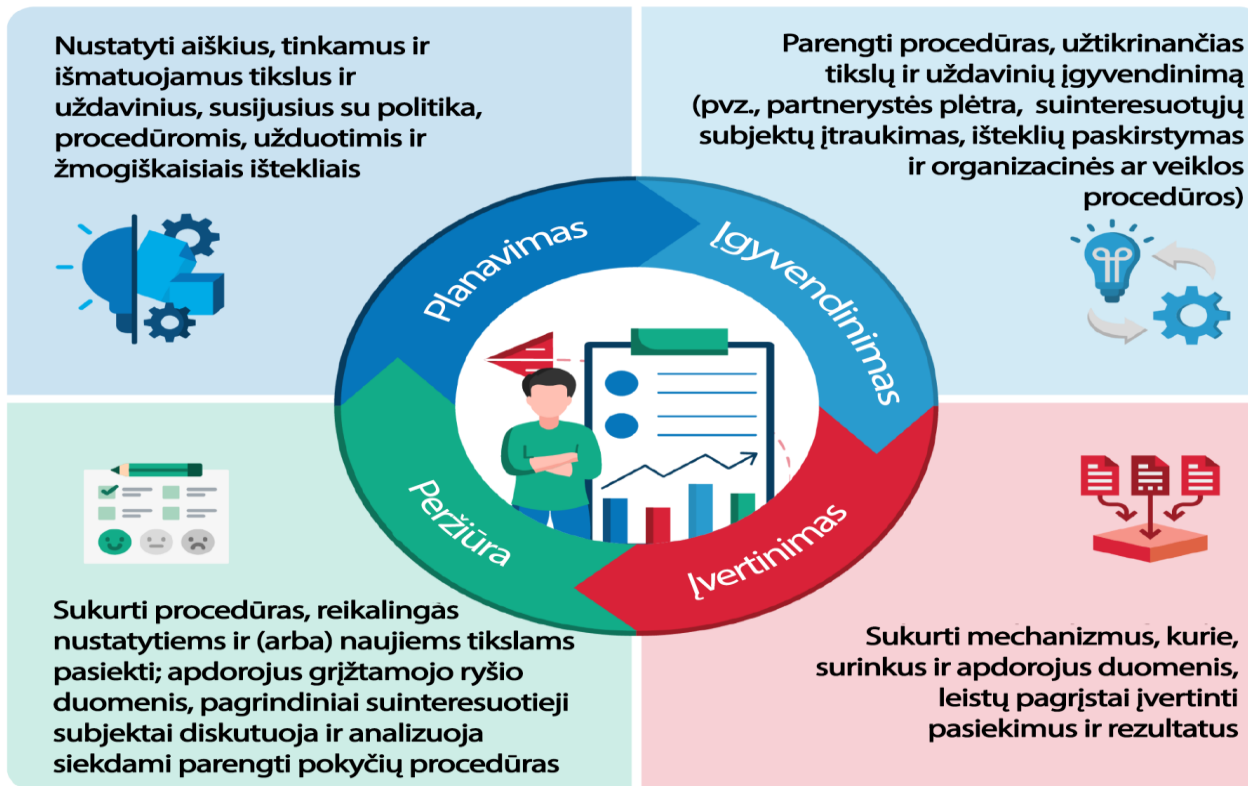 Nustatyti aiškius, tinkamus ir
išmatuojamus tikslus ir
uždavinius, susijusius su politika,
procedūromis, užduotimis ir
žmogiškaisiais ištekliais
Parengti procedūras, užtikrinančias
tikslų ir uždavinių įgyvendinimą
(pvz., partnerystės plėtra, suinteresuotųjų
subjektų įtraukimas, išteklių paskirstymas
ir organizacinės ar veiklos
procedūros)
Planavimas
Įgyvendinimas
Peržiūra
Įvertinimas
Sukurti procedūras, reikalingas
nustatytiems ir (arba) naujiems tikslams
pasiekti; apdorojus grįžtamojo ryšio
duomenis, pagrindiniai suinteresuotieji
subjektai diskutuoja ir analizuoja
siekdami parengti pokyčių procedūras
Sukurti mechanizmus, kurie,
surinkus ir apdorojus duomenis,
leistų pagrįstai įvertinti
pasiekimus ir rezultatus